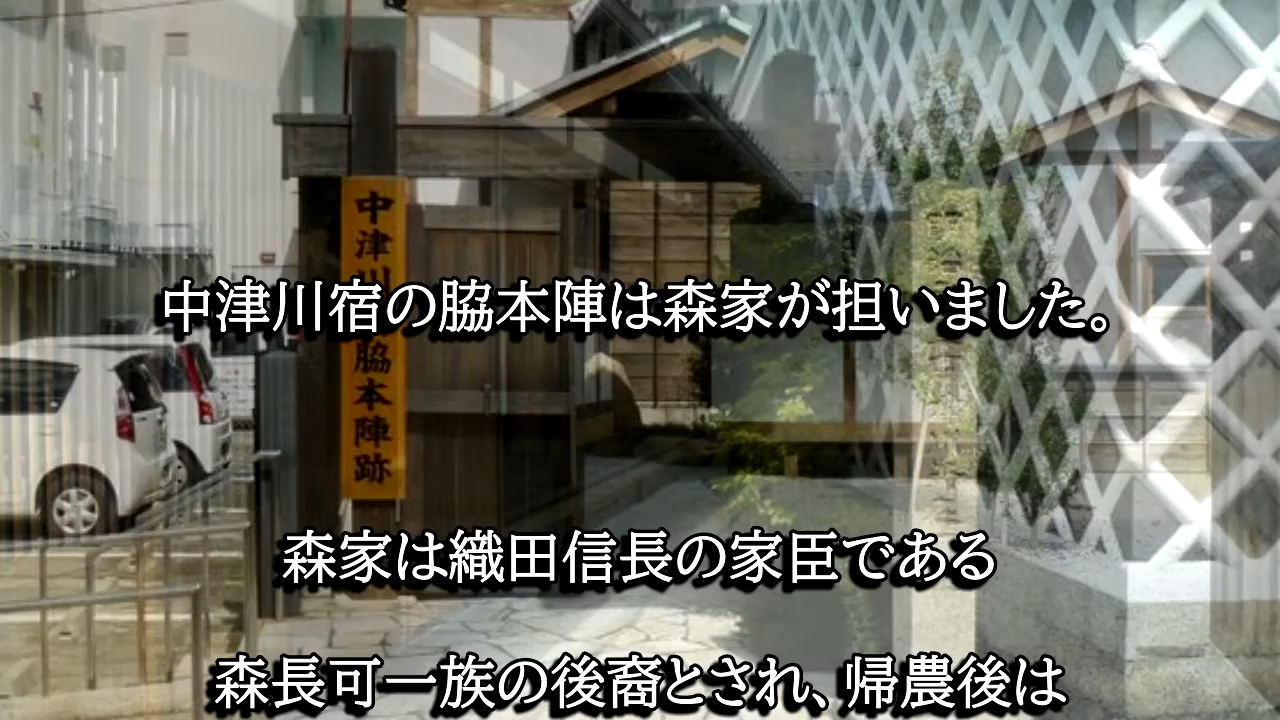 中津川宿の脇本陣は森家が担いました。
森家は織田信長の家臣である
森長可一族の後裔とされ、帰農後は
中津川
脇本陣跡